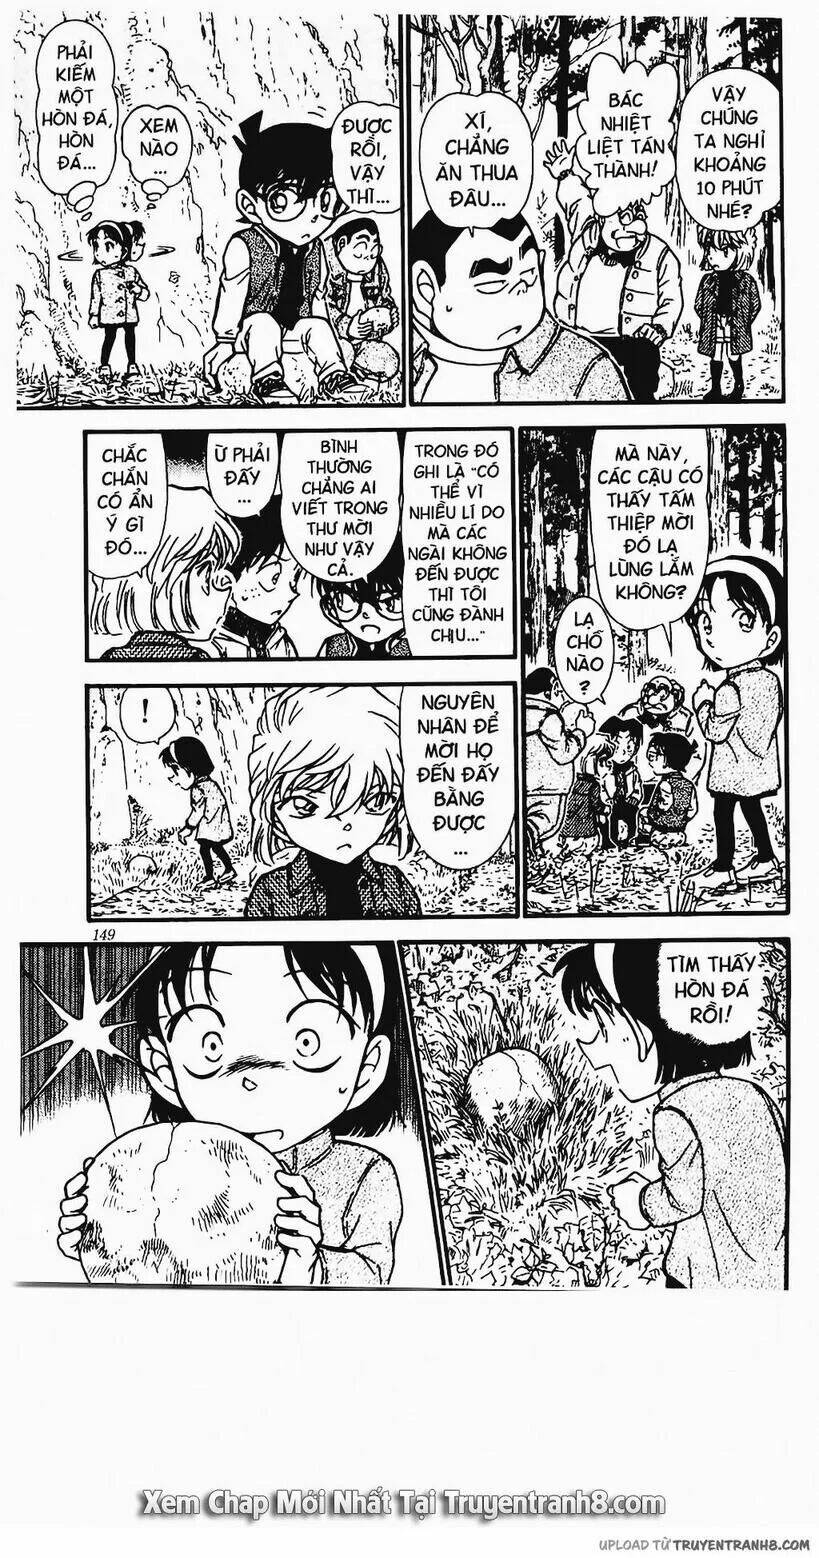 VẬY
CHÚNG
TA NGHỈ
KHOẢNG
10 PHÚT
NHÉ?
BÁC
NHIỆT
LIỆT TÁN
THÀNH!
XÍ,
CHẲNG
ĂN THUA
ĐÂU...
ĐƯỢC
RỒI,
VẬY
THÌ...
XEM
NÀO
...
PHẢI
KIẾM
MỘT
HÒN ĐÁ,
HÒN
ĐÁ...
MÀ NÀY,
CÁC CẬU CÓ
THẤY TẤM
THIỆP MỜI
ĐÓ LẠ
LÙNG LẮM
KHÔNG?
LẠ
CHỖ
NÀO
?
TRONG ĐÓ
GHI LÀ "CÓ
THỂ VÌ
NHIỀU LÍ DO
MÀ CÁC
NGÀI KHÔNG
ĐẾN ĐƯỢC
THÌ TÔI
CŨNG ĐÀNH
CHỊU..."
BÌNH
THƯỜNG
CHẲNG AI
VIẾT TRONG
THƯ MỜI
NHƯ VẬY
CẢ.
Ừ PHẢI
ĐẤY
...
CHẮC
CHẮN
CÓ ẨN
Ý GÌ
ĐÓ...
NGUYÊN
NHÂN ĐỂ
MỜI HỌ
ĐẾN ĐẤY
BẰNG
ĐƯỢC
...
!
149
TÌM THẤY
HÒN ĐÁ
RỒI!
Xem Chap Mới Nhất Tại Truyentranh8.com
UPLOAD TỪ TRUYENTRANH8.COM